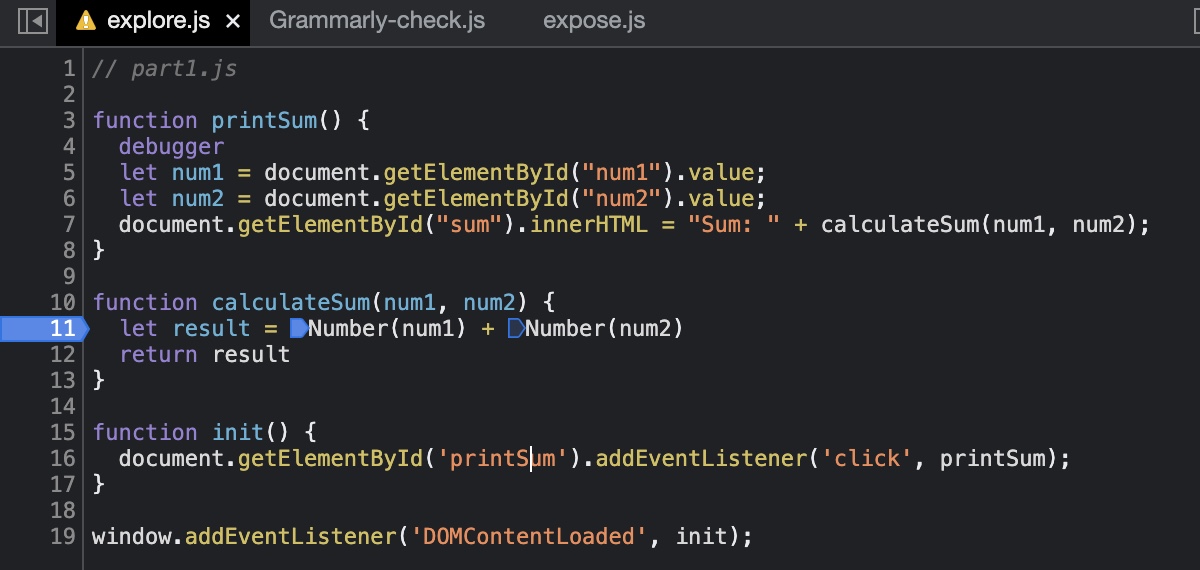 explore.js × Grammarly-check.js expose.js
1 // part1.js
2
3 function printSum() {
4   debugger
5   let num1 = document.getElementById("num1").value;
6   let num2 = document.getElementById("num2").value;
7   document.getElementById("sum").innerHTML = "Sum: " + calculateSum(num1, num2);
8 }
9
10 function calculateSum(num1, num2) {
11   let result = Number(num1) + Number(num2)
12   return result
13 }
14
15 function init() {
16   document.getElementById('printSum').addEventListener('click', printSum);
17 }
18
19 window.addEventListener('DOMContentLoaded', init);